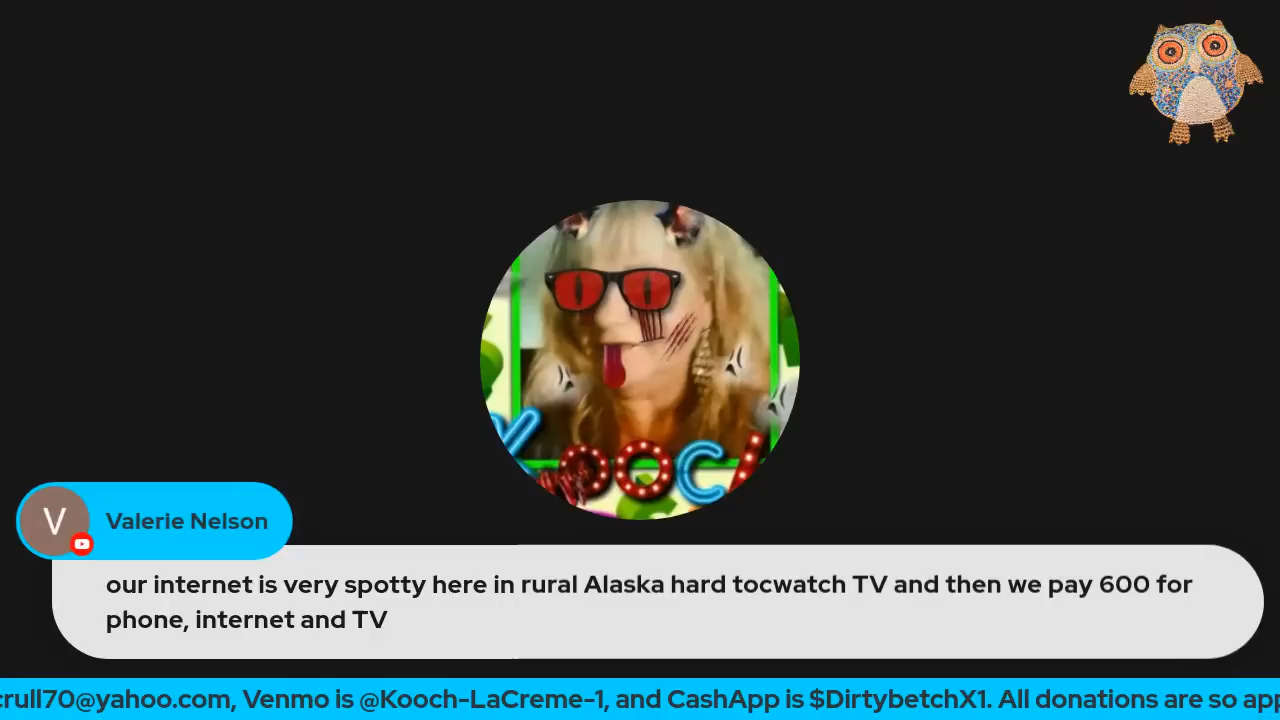 KOOCH
V
Valerie Nelson
our internet is very spotty here in rural Alaska hard tocwatch TV and then we pay 600 for
phone, internet and TV
crull70@yahoo.com, Venmo is @Kooch-LaCreme-1, and CashApp is $DirtybetchX1. All donations are so app